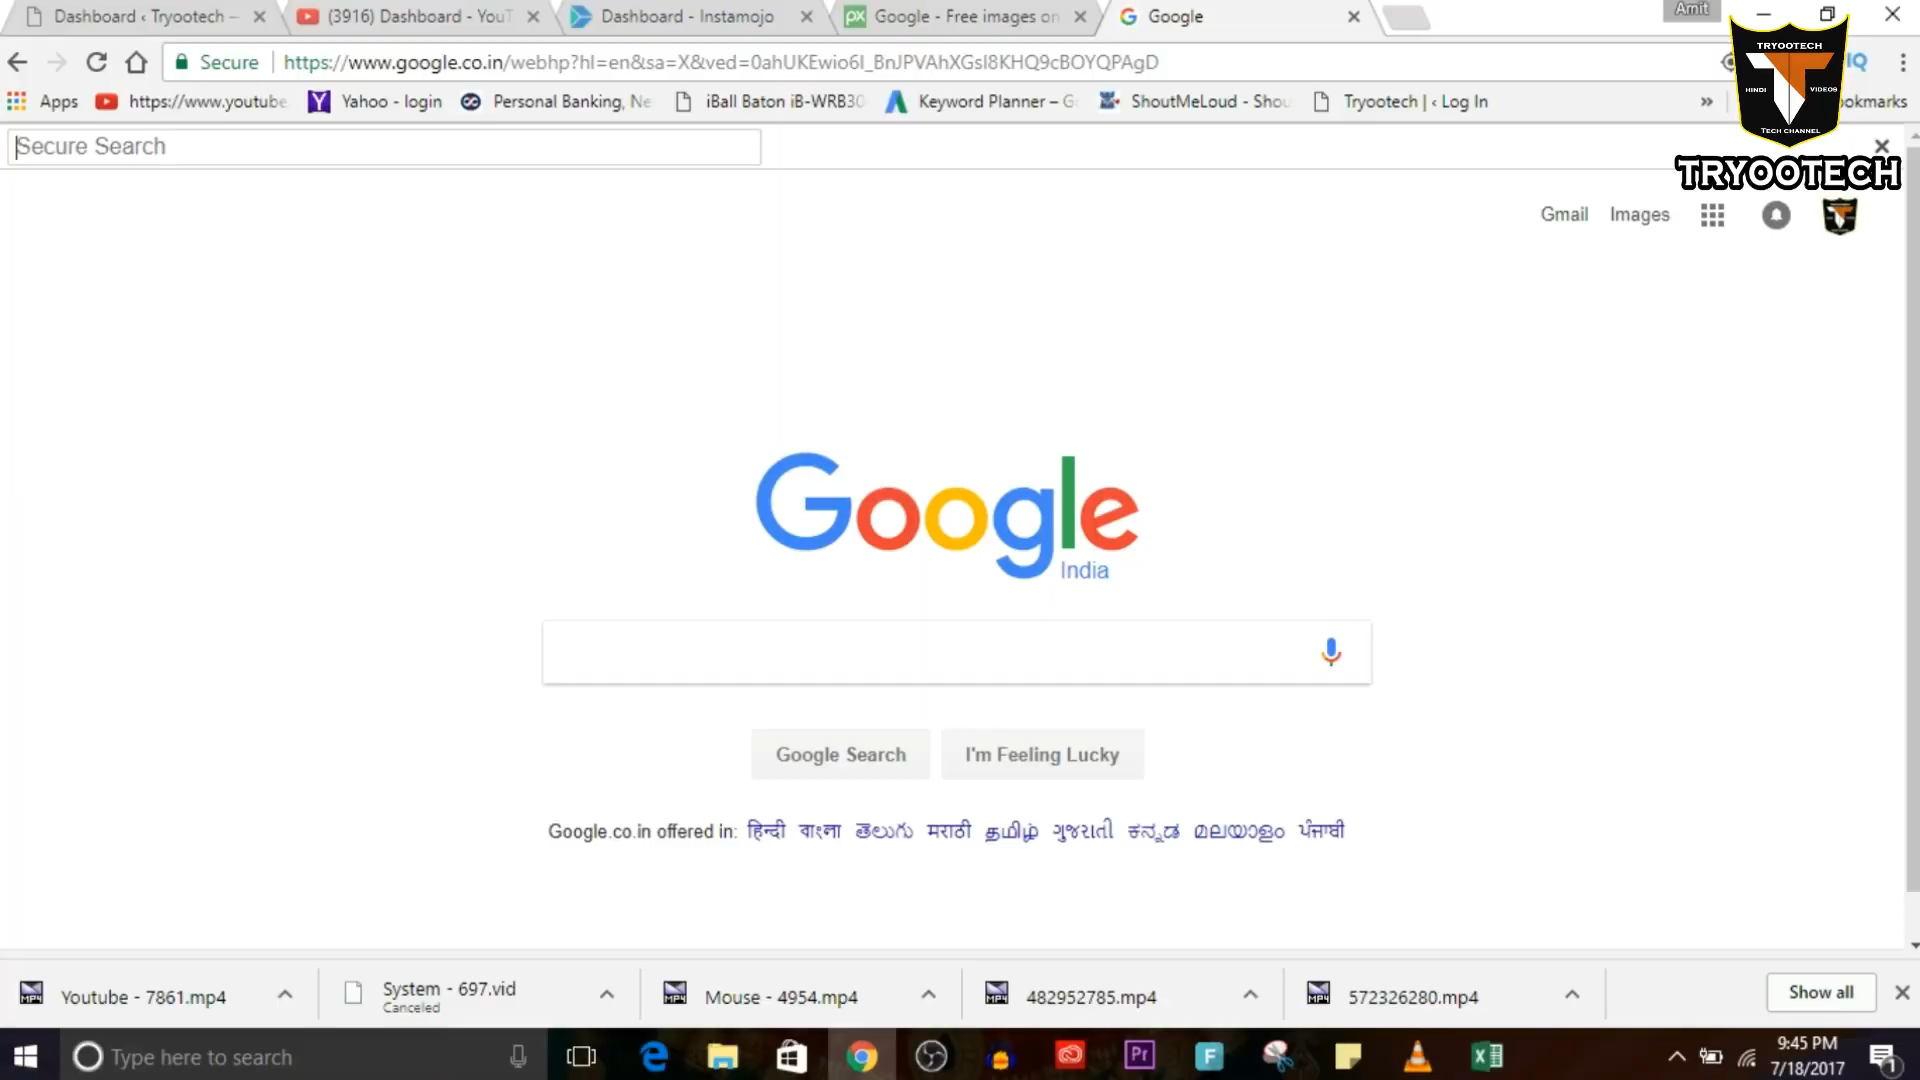 Dashboard ‹ Tryootech –
(3916) Dashboard - YouT
Dashboard - Instamojo
Google - Free images on
Google
Amit
Secure
https://www.google.co.in/webhp?hl=en&sa=X&ved=0ahUKEwio6I_BnJPVAhXGsI8KHQ9cBOYQPAgD
IQ
Apps
https://www.youtube
Yahoo - login
Personal Banking, Ne
iBall Baton iB-WRB30
Keyword Planner – G
ShoutMeLoud - Shou
Tryootech | ‹ Log In
»
ookmarks
TRYOOTECH
HINDI
VIDEOS
TECH CHANNEL
TRYOOTECH
Secure Search
Gmail
Images
Google
India
Google Search
I'm Feeling Lucky
Google.co.in offered in: हिन्दी বাংলা తెలుగు मराठी தமிழ் ગુજરાતી ಕನ್ನಡ മലയാളം ਪੰਜਾਬੀ
Youtube - 7861.mp4
System - 697.vid
Canceled
Mouse - 4954.mp4
482952785.mp4
572326280.mp4
Show all
Type here to search
Pr
F
9:45 PM
7/18/2017
1